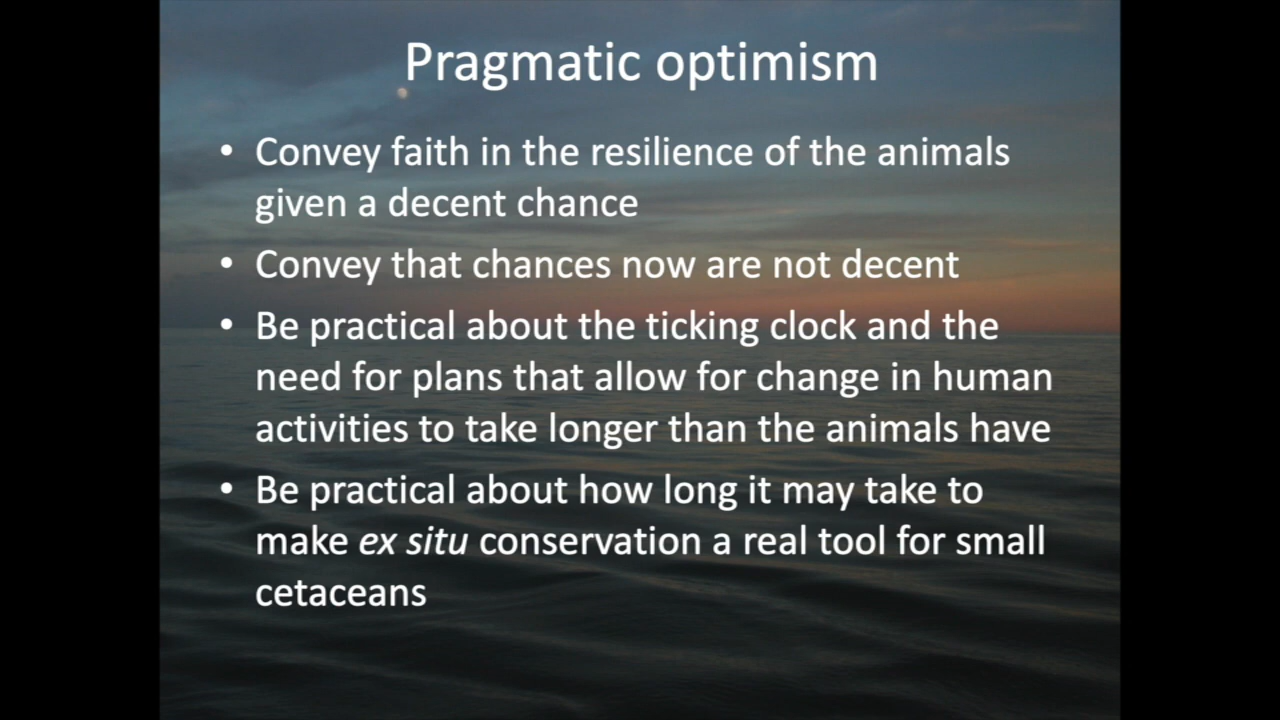 Pragmatic optimism
• Convey faith in the resilience of the animals
given a decent chance
• Convey that chances now are not decent
• Be practical about the ticking clock and the
need for plans that allow for change in human
activities to take longer than the animals have
• Be practical about how long it may take to
make ex situ conservation a real tool for small
cetaceans